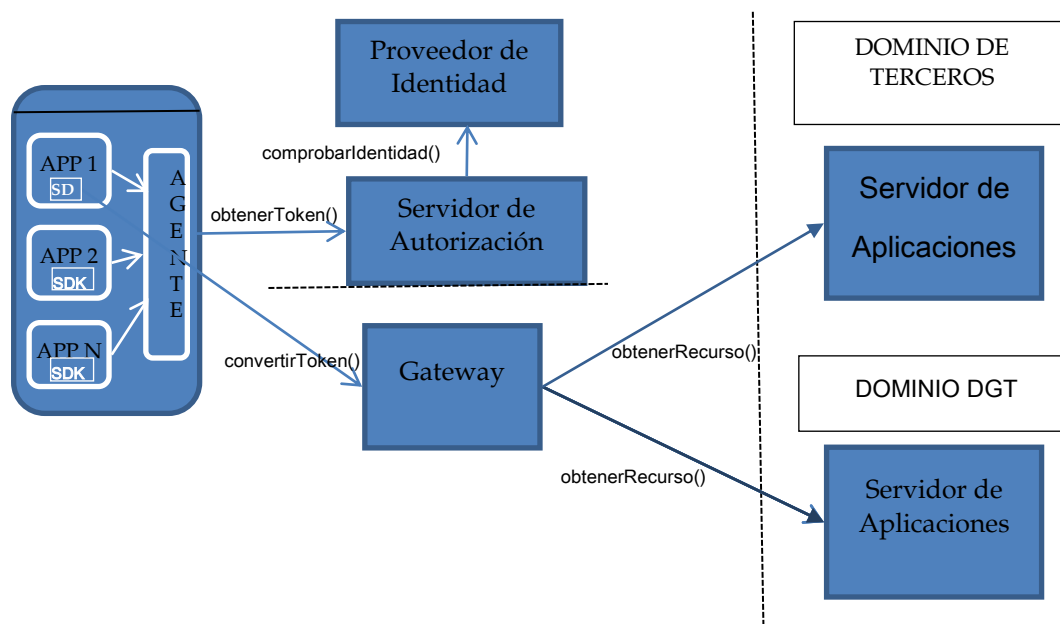 Proveedor de
Identidad
DOMINIO DE
TERCEROS
comprobarIdentidad()
APP 1
SD
A
G
E
N
T
E
obtenerToken()
Servidor de
Autorización
Servidor de
Aplicaciones
APP 2
SDK
APP N
SDK
convertirToken()
Gateway
obtenerRecurso()
DOMINIO DGT
obtenerRecurso()
Servidor de
Aplicaciones